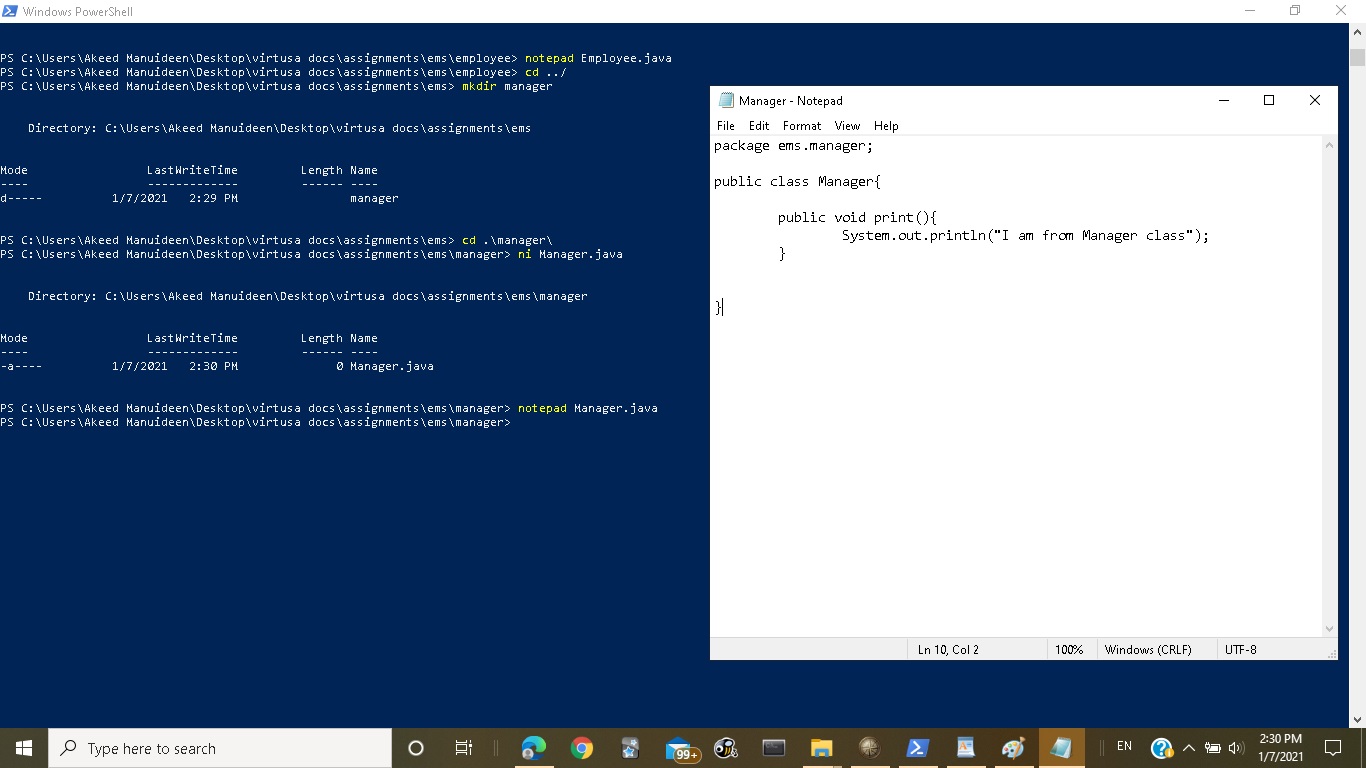 Windows PowerShell
PS C:\Users\Akeed Manuideen\Desktop\virtusa docs\assignments\ems\employee> notepad Employee.java
PS C:\Users\Akeed Manuideen\Desktop\virtusa docs\assignments\ems\employee> cd ../
PS C:\Users\Akeed Manuideen\Desktop\virtusa docs\assignments\ems> mkdir manager
Directory: C:\Users\Akeed Manuideen\Desktop\virtusa docs\assignments\ems
Mode LastWriteTime Length Name
---- ------------- ------ ----
d----- 1/7/2021 2:29 PM manager
PS C:\Users\Akeed Manuideen\Desktop\virtusa docs\assignments\ems> cd .\manager\
PS C:\Users\Akeed Manuideen\Desktop\virtusa docs\assignments\ems\manager> ni Manager.java
Directory: C:\Users\Akeed Manuideen\Desktop\virtusa docs\assignments\ems\manager
Mode LastWriteTime Length Name
---- ------------- ------ ----
-a---- 1/7/2021 2:30 PM 0 Manager.java
PS C:\Users\Akeed Manuideen\Desktop\virtusa docs\assignments\ems\manager> notepad Manager.java
PS C:\Users\Akeed Manuideen\Desktop\virtusa docs\assignments\ems\manager>
Manager - Notepad
File Edit Format View Help
package ems.manager;
public class Manager{
public void print(){
System.out.println("I am from Manager class");
}
}
Ln 10, Col 2 100% Windows (CRLF) UTF-8
Type here to search
99+
EN
2:30 PM
1/7/2021